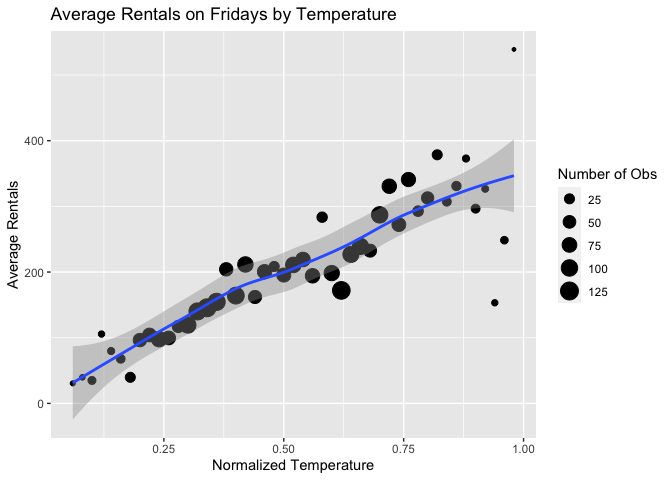 Average Rentals on Fridays by Temperature
Average Rentals
400
200
0
0.25 0.50 0.75 1.00
Normalized Temperature
Number of Obs
25
50
75
100
125